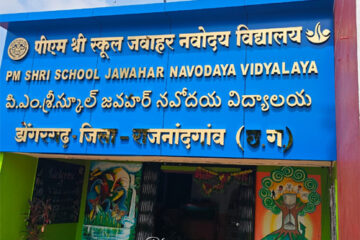 पीएम श्री स्कूल जवाहर नवोदय विद्यालय
PM SHRI SCHOOL JAWAHAR NAVODAYA VIDYALAYA
పి.ఎం.శ్రీ.స్కూల్ జవహర్ నవోదయ విద్యాలయ
डोंगरगढ़ - जिला - राजनांदगांव (छ.ग.)